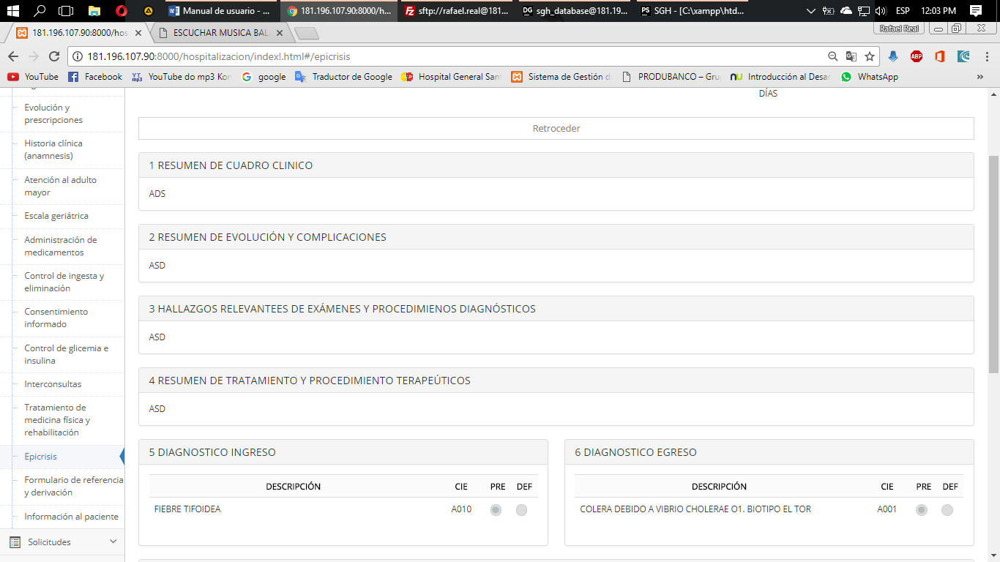 Manual de usuario - ...
181.196.107.90:8000/h...
sftp://rafael.real@181...
sgh_database@181.19...
SGH - [C:\xampp\htd...
ESP
12:03 PM
181.196.107.90:8000/hos
ESCUCHAR MUSICA BAL
Rafael Real
181.196.107.90:8000/hospitalizacion/index!.html#/epicrisis
YouTube
Facebook
YouTube do mp3 Kon
google
Traductor de Google
Hospital General San
Sistema de Gestión d
PRODUBANCO – Gru
Introducción al Desar
WhatsApp
DÍAS
Retroceder
Evolución y
prescripciones
Historia clínica
(anamnesis)
Atención al adulto
mayor
Escala geriátrica
Administración de
medicamentos
Control de ingesta y
eliminación
Consentimiento
informado
Control de glicemia e
insulina
Interconsultas
Tratamiento de
medicina física y
rehabilitación
Epicrisis
Formulario de referencia
y derivación
Información al paciente
Solicitudes
1 RESUMEN DE CUADRO CLINICO
ADS
2 RESUMEN DE EVOLUCIÓN Y COMPLICACIONES
ASD
3 HALLAZGOS RELEVANTEES DE EXÁMENES Y PROCEDIMIENOS DIAGNÓSTICOS
ASD
4 RESUMEN DE TRATAMIENTO Y PROCEDIMIENTO TERAPEÚTICOS
ASD
5 DIAGNOSTICO INGRESO
DESCRIPCIÓN CIE PRE DEF
FIEBRE TIFOIDEA A010
6 DIAGNOSTICO EGRESO
DESCRIPCIÓN CIE PRE DEF
COLERA DEBIDO A VIBRIO CHOLERAE O1. BIOTIPO EL TOR A001